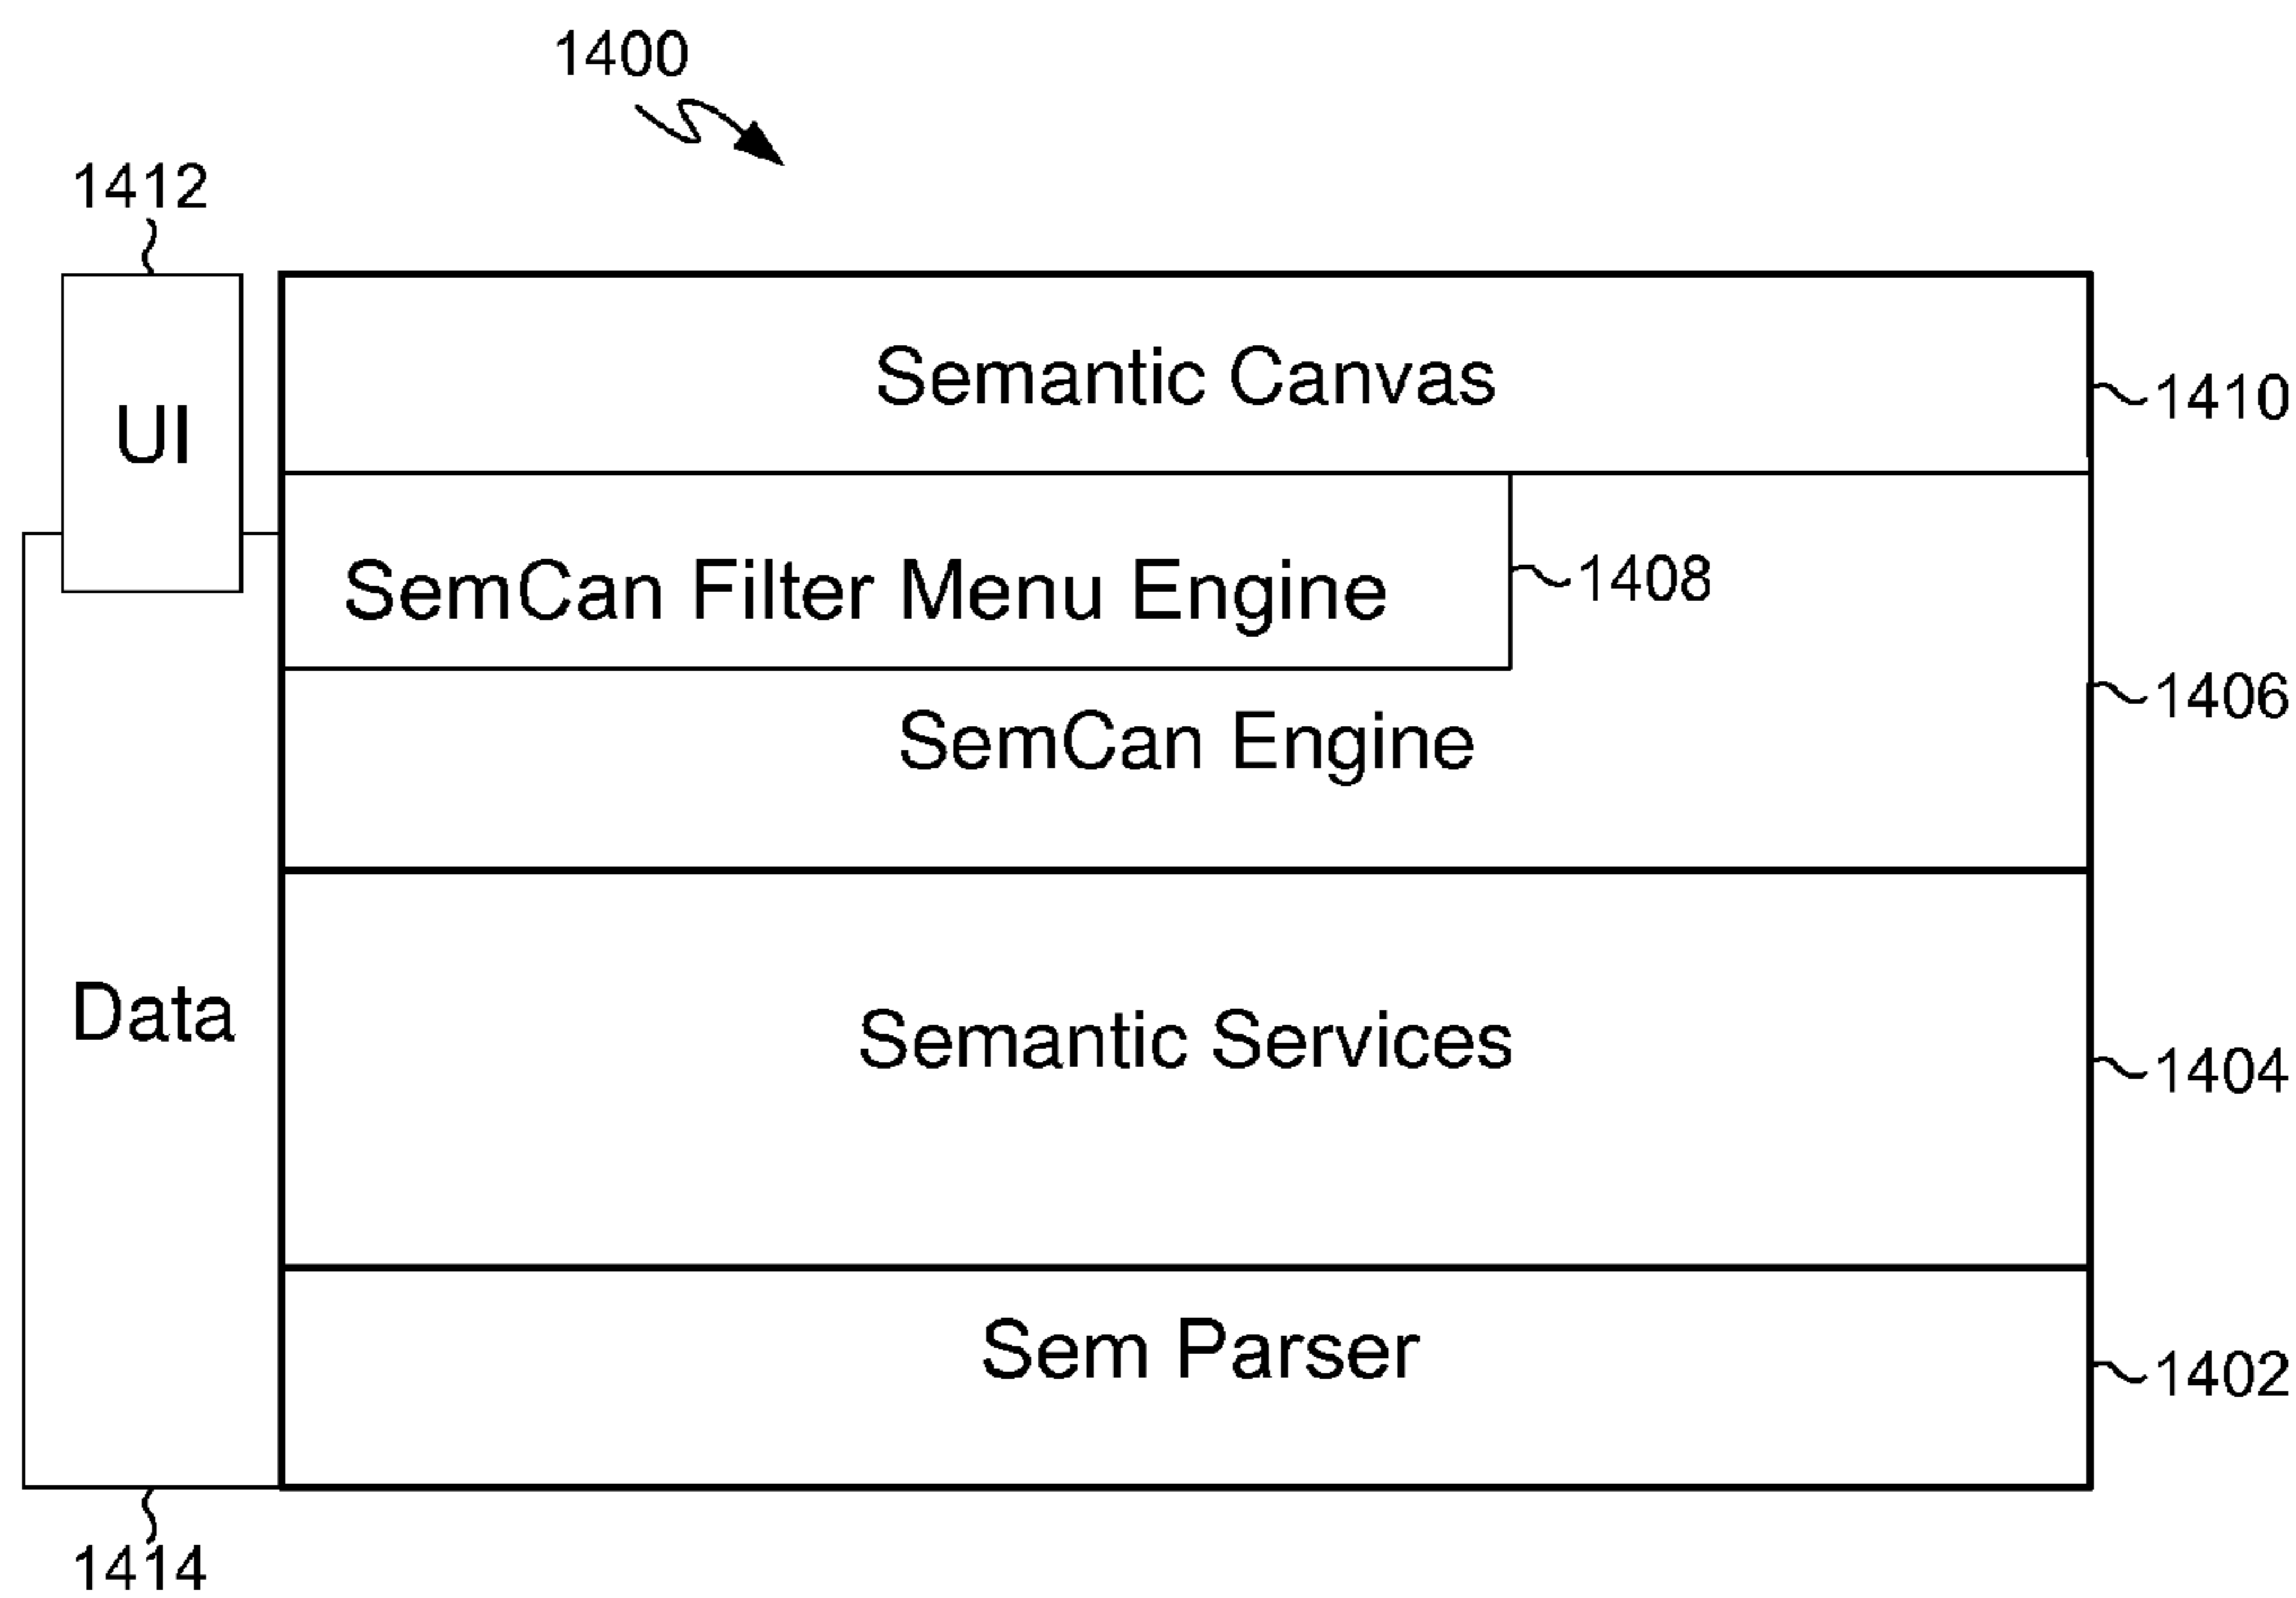 1400
1412
Semantic Canvas
1410
UI
SemCan Filter Menu Engine
1408
1406
SemCan Engine
Data
Semantic Services
1404
Sem Parser
1402
1414